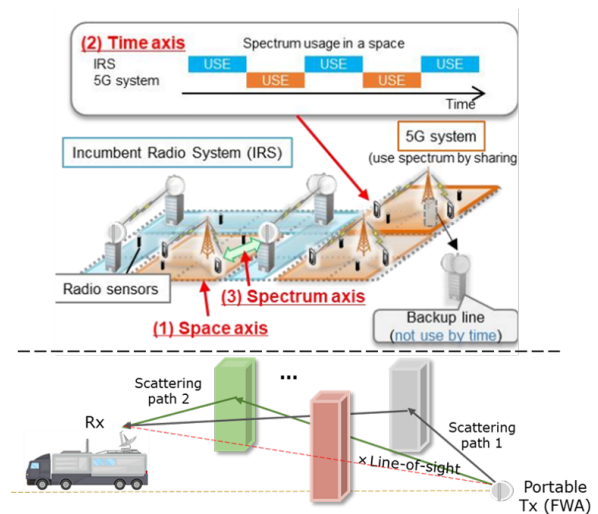 (2) Time axis
Spectrum usage in a space
IRS
USE
USE
USE
5G system
USE
USE
Time
5G system
(use spectrum by sharing
Incumbent Radio System (IRS)
Radio sensors
(3) Spectrum axis
(1) Space axis
Backup line
(not use by time)
Scattering
path 2
...
Rx
Scattering
path 1
×Line-of-sight
Portable
Tx (FWA)